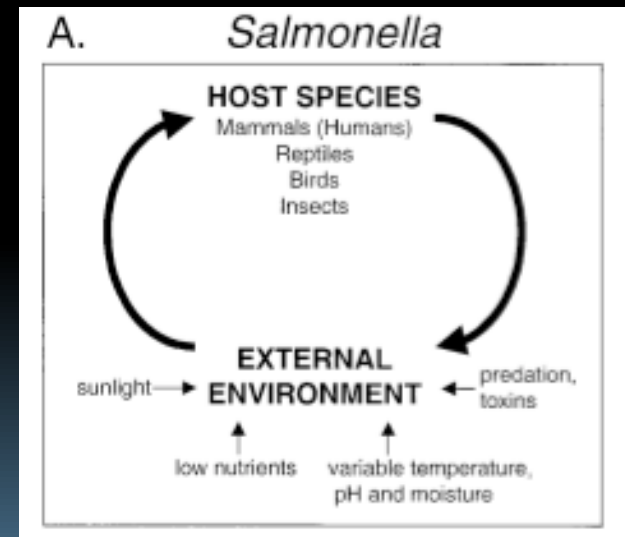 A. Salmonella
HOST SPECIES
Mammals (Humans)
Reptiles
Birds
Insects
EXTERNAL
ENVIRONMENT
sunlight
predation,
toxins
low nutrients
variable temperature,
pH and moisture